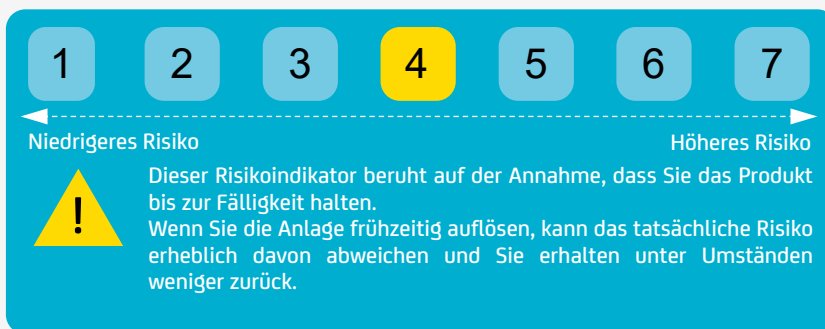 1 2 3 4 5 6 7
Niedrigeres Risiko Höheres Risiko
Dieser Risikoindikator beruht auf der Annahme, dass Sie das Produkt
bis zur Fälligkeit halten.
!
Wenn Sie die Anlage frühzeitig auflösen, kann das tatsächliche Risiko
erheblich davon abweichen und Sie erhalten unter Umständen
weniger zurück.